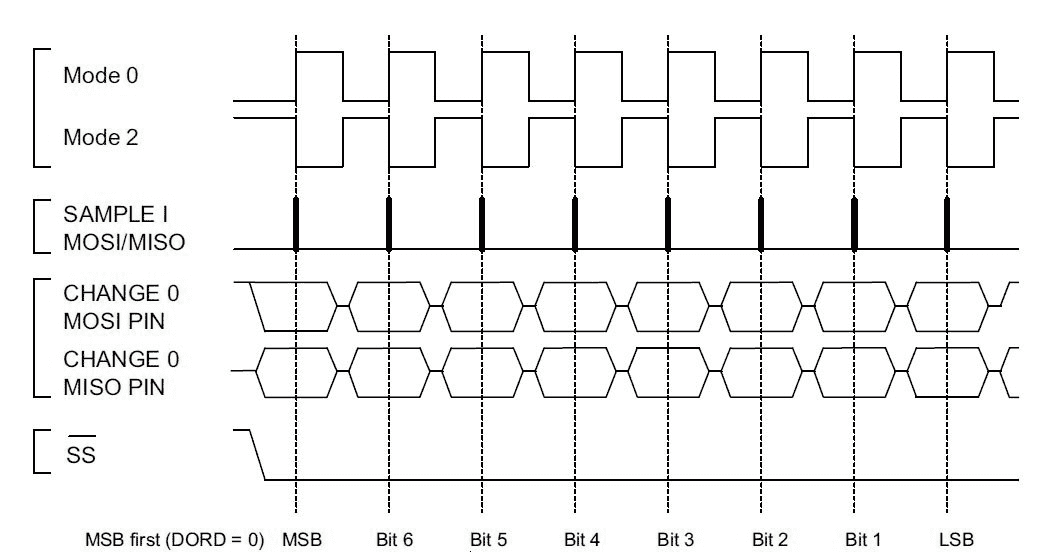 Mode 0
Mode 2
SAMPLE I
MOSI/MISO
CHANGE 0
MOSI PIN
CHANGE 0
MISO PIN
SS
MSB first (DORD = 0) MSB Bit 6 Bit 5 Bit 4 Bit 3 Bit 2 Bit 1 LSB